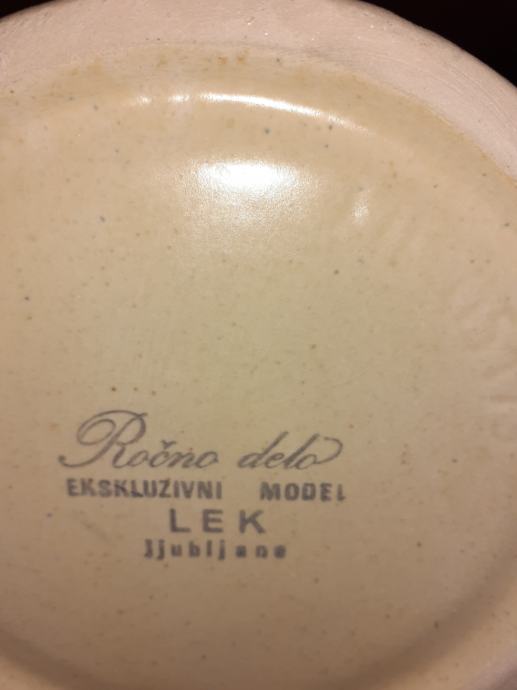 Ročno delo
EKSKLUZIVNI MODEL
LEK
ljubljana